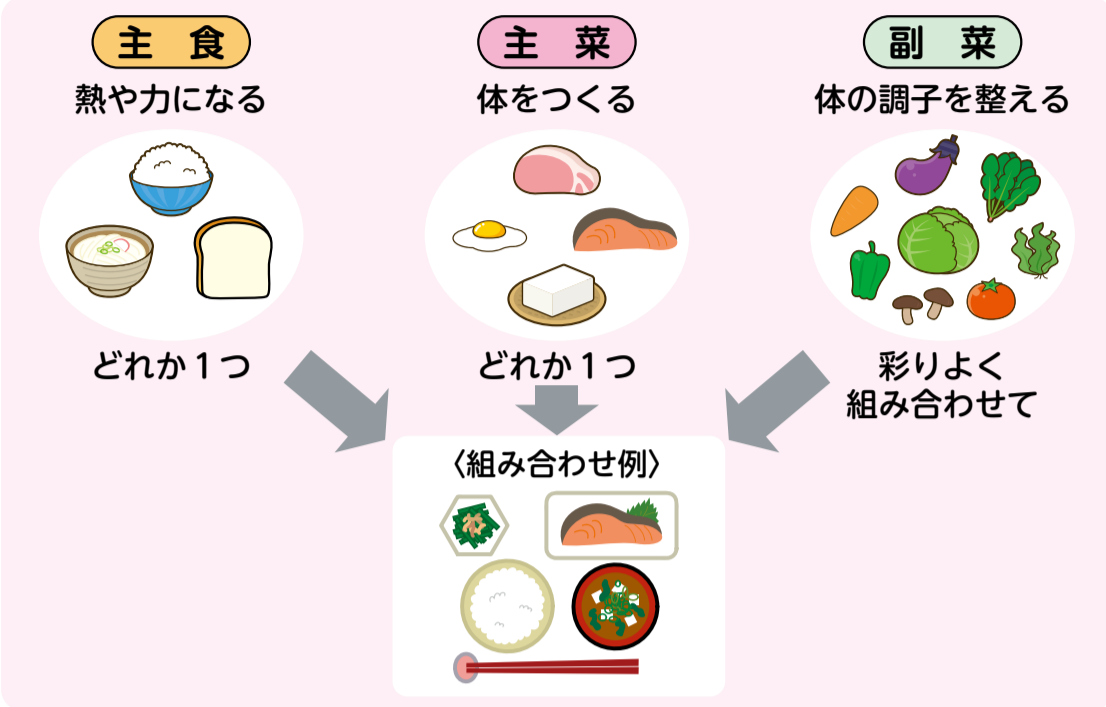 主 食
熱や力になる
どれか1つ
主 菜
体をつくる
どれか1つ
副 菜
体の調子を整える
彩りよく
組み合わせて
〈組み合わせ例〉